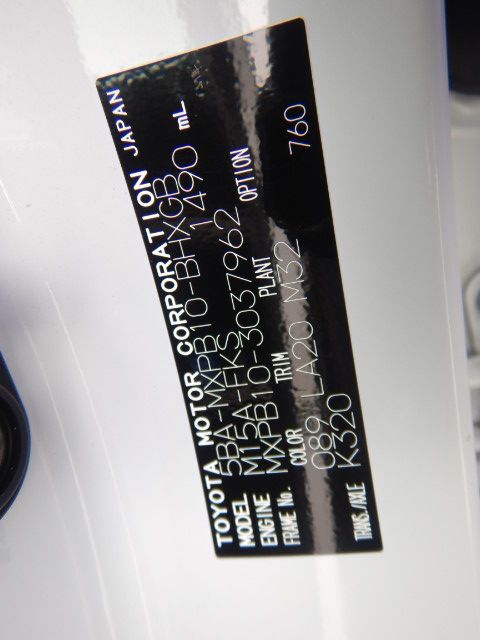 TOYOTA MOTOR CORPORATION JAPAN
MODEL 5BA-MXPB10-BHXGB
ENGINE M15A-FKS 1490 mL
FRAME No. MXPB10-3037962
COLOR TRIM PLANT OPTION
089 LA20 M32 760
TRANS./AXLE K320